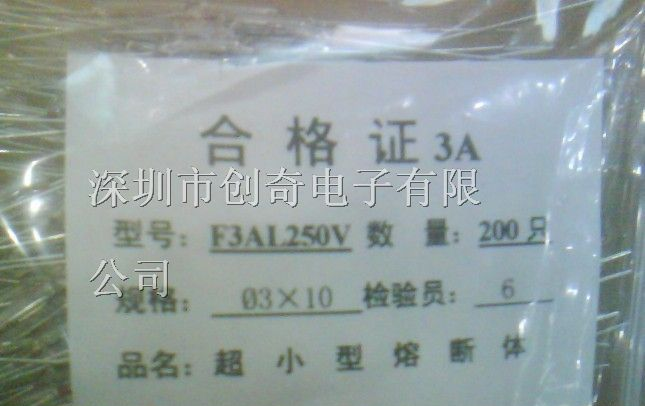 合格证 3A
深圳市创奇电子有限
型号: F3AL250V 数量: 200只
公司
规格: Ø3×10 检验员: 6
品名: 超小型熔断体